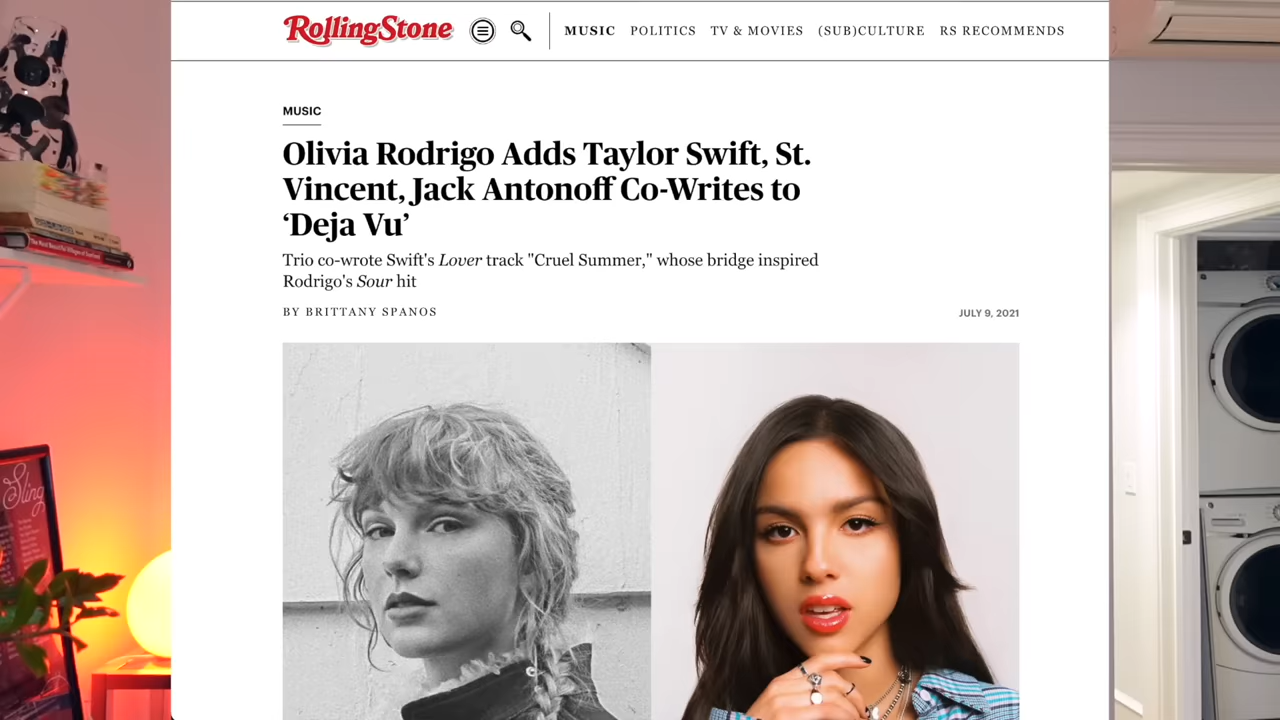 RollingStone
MUSIC POLITICS TV & MOVIES (SUB)CULTURE RS RECOMMENDS
MUSIC
Olivia Rodrigo Adds Taylor Swift, St.
Vincent, Jack Antonoff Co-Writes to
‘Deja Vu’
Trio co-wrote Swift's Lover track "Cruel Summer," whose bridge inspired
Rodrigo's Sour hit
BY BRITTANY SPANOS
JULY 9, 2021
Sling